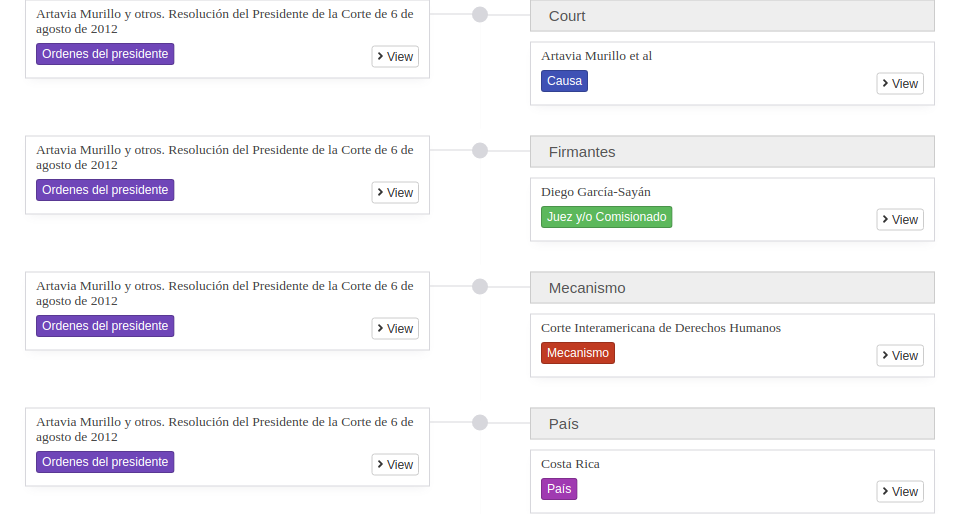 Artavia Murillo y otros. Resolución del Presidente de la Corte de 6 de
agosto de 2012
Ordenes del presidente
View
Court
Artavia Murillo et al
Causa
View
Artavia Murillo y otros. Resolución del Presidente de la Corte de 6 de
agosto de 2012
Ordenes del presidente
View
Firmantes
Diego García-Sayán
Juez y/o Comisionado
View
Artavia Murillo y otros. Resolución del Presidente de la Corte de 6 de
agosto de 2012
Ordenes del presidente
View
Mecanismo
Corte Interamericana de Derechos Humanos
Mecanismo
View
Artavia Murillo y otros. Resolución del Presidente de la Corte de 6 de
agosto de 2012
Ordenes del presidente
View
País
Costa Rica
País
View